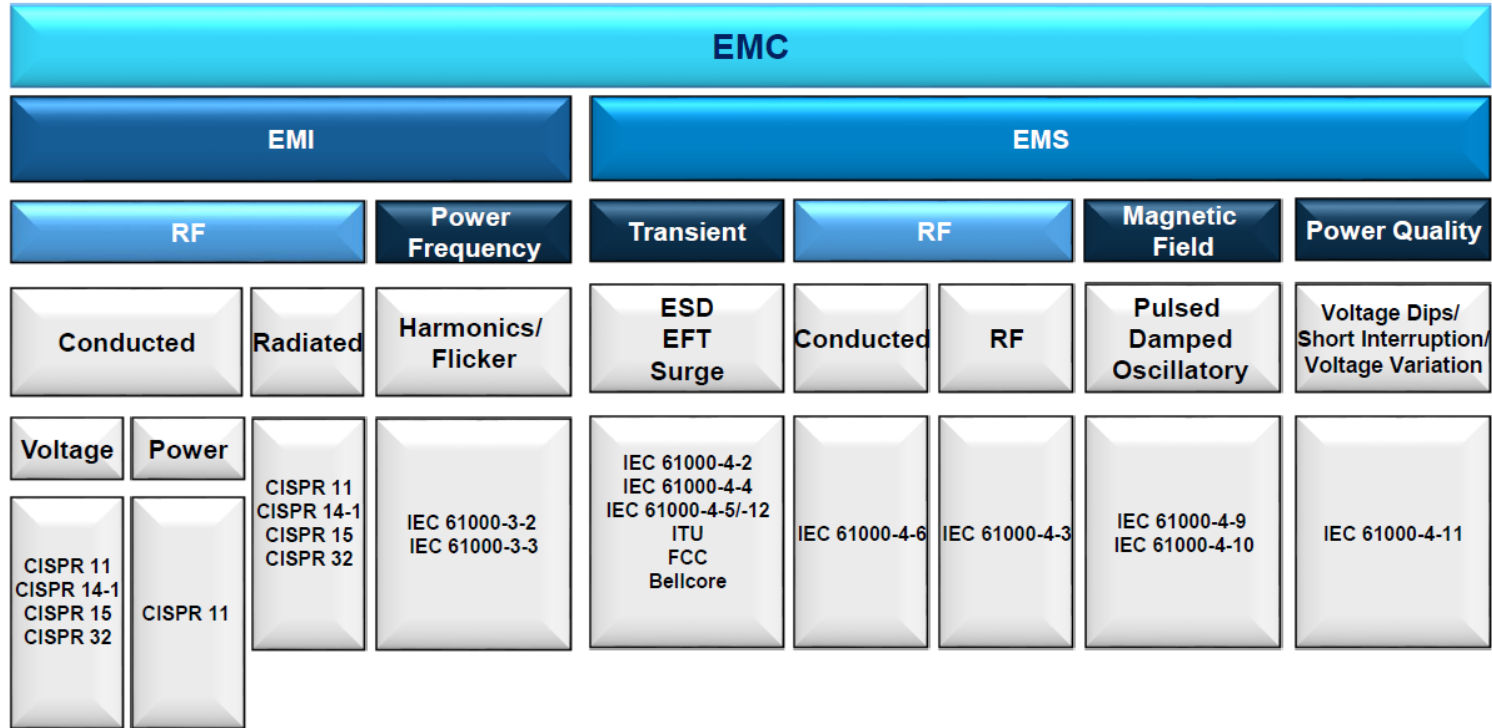 EMC
EMI
EMS
RF
Power
Frequency
Transient
RF
Magnetic
Field
Power Quality
Conducted
Radiated
Harmonics/
Flicker
ESD
EFT
Surge
Conducted
RF
Pulsed
Damped
Oscillatory
Voltage Dips/
Short Interruption/
Voltage Variation
Voltage
Power
CISPR 11
CISPR 14-1
CISPR 15
CISPR 32
CISPR 11
CISPR 11
CISPR 14-1
CISPR 15
CISPR 32
IEC 61000-3-2
IEC 61000-3-3
IEC 61000-4-2
IEC 61000-4-4
IEC 61000-4-5/-12
ITU
FCC
Bellcore
IEC 61000-4-6
IEC 61000-4-3
IEC 61000-4-9
IEC 61000-4-10
IEC 61000-4-11